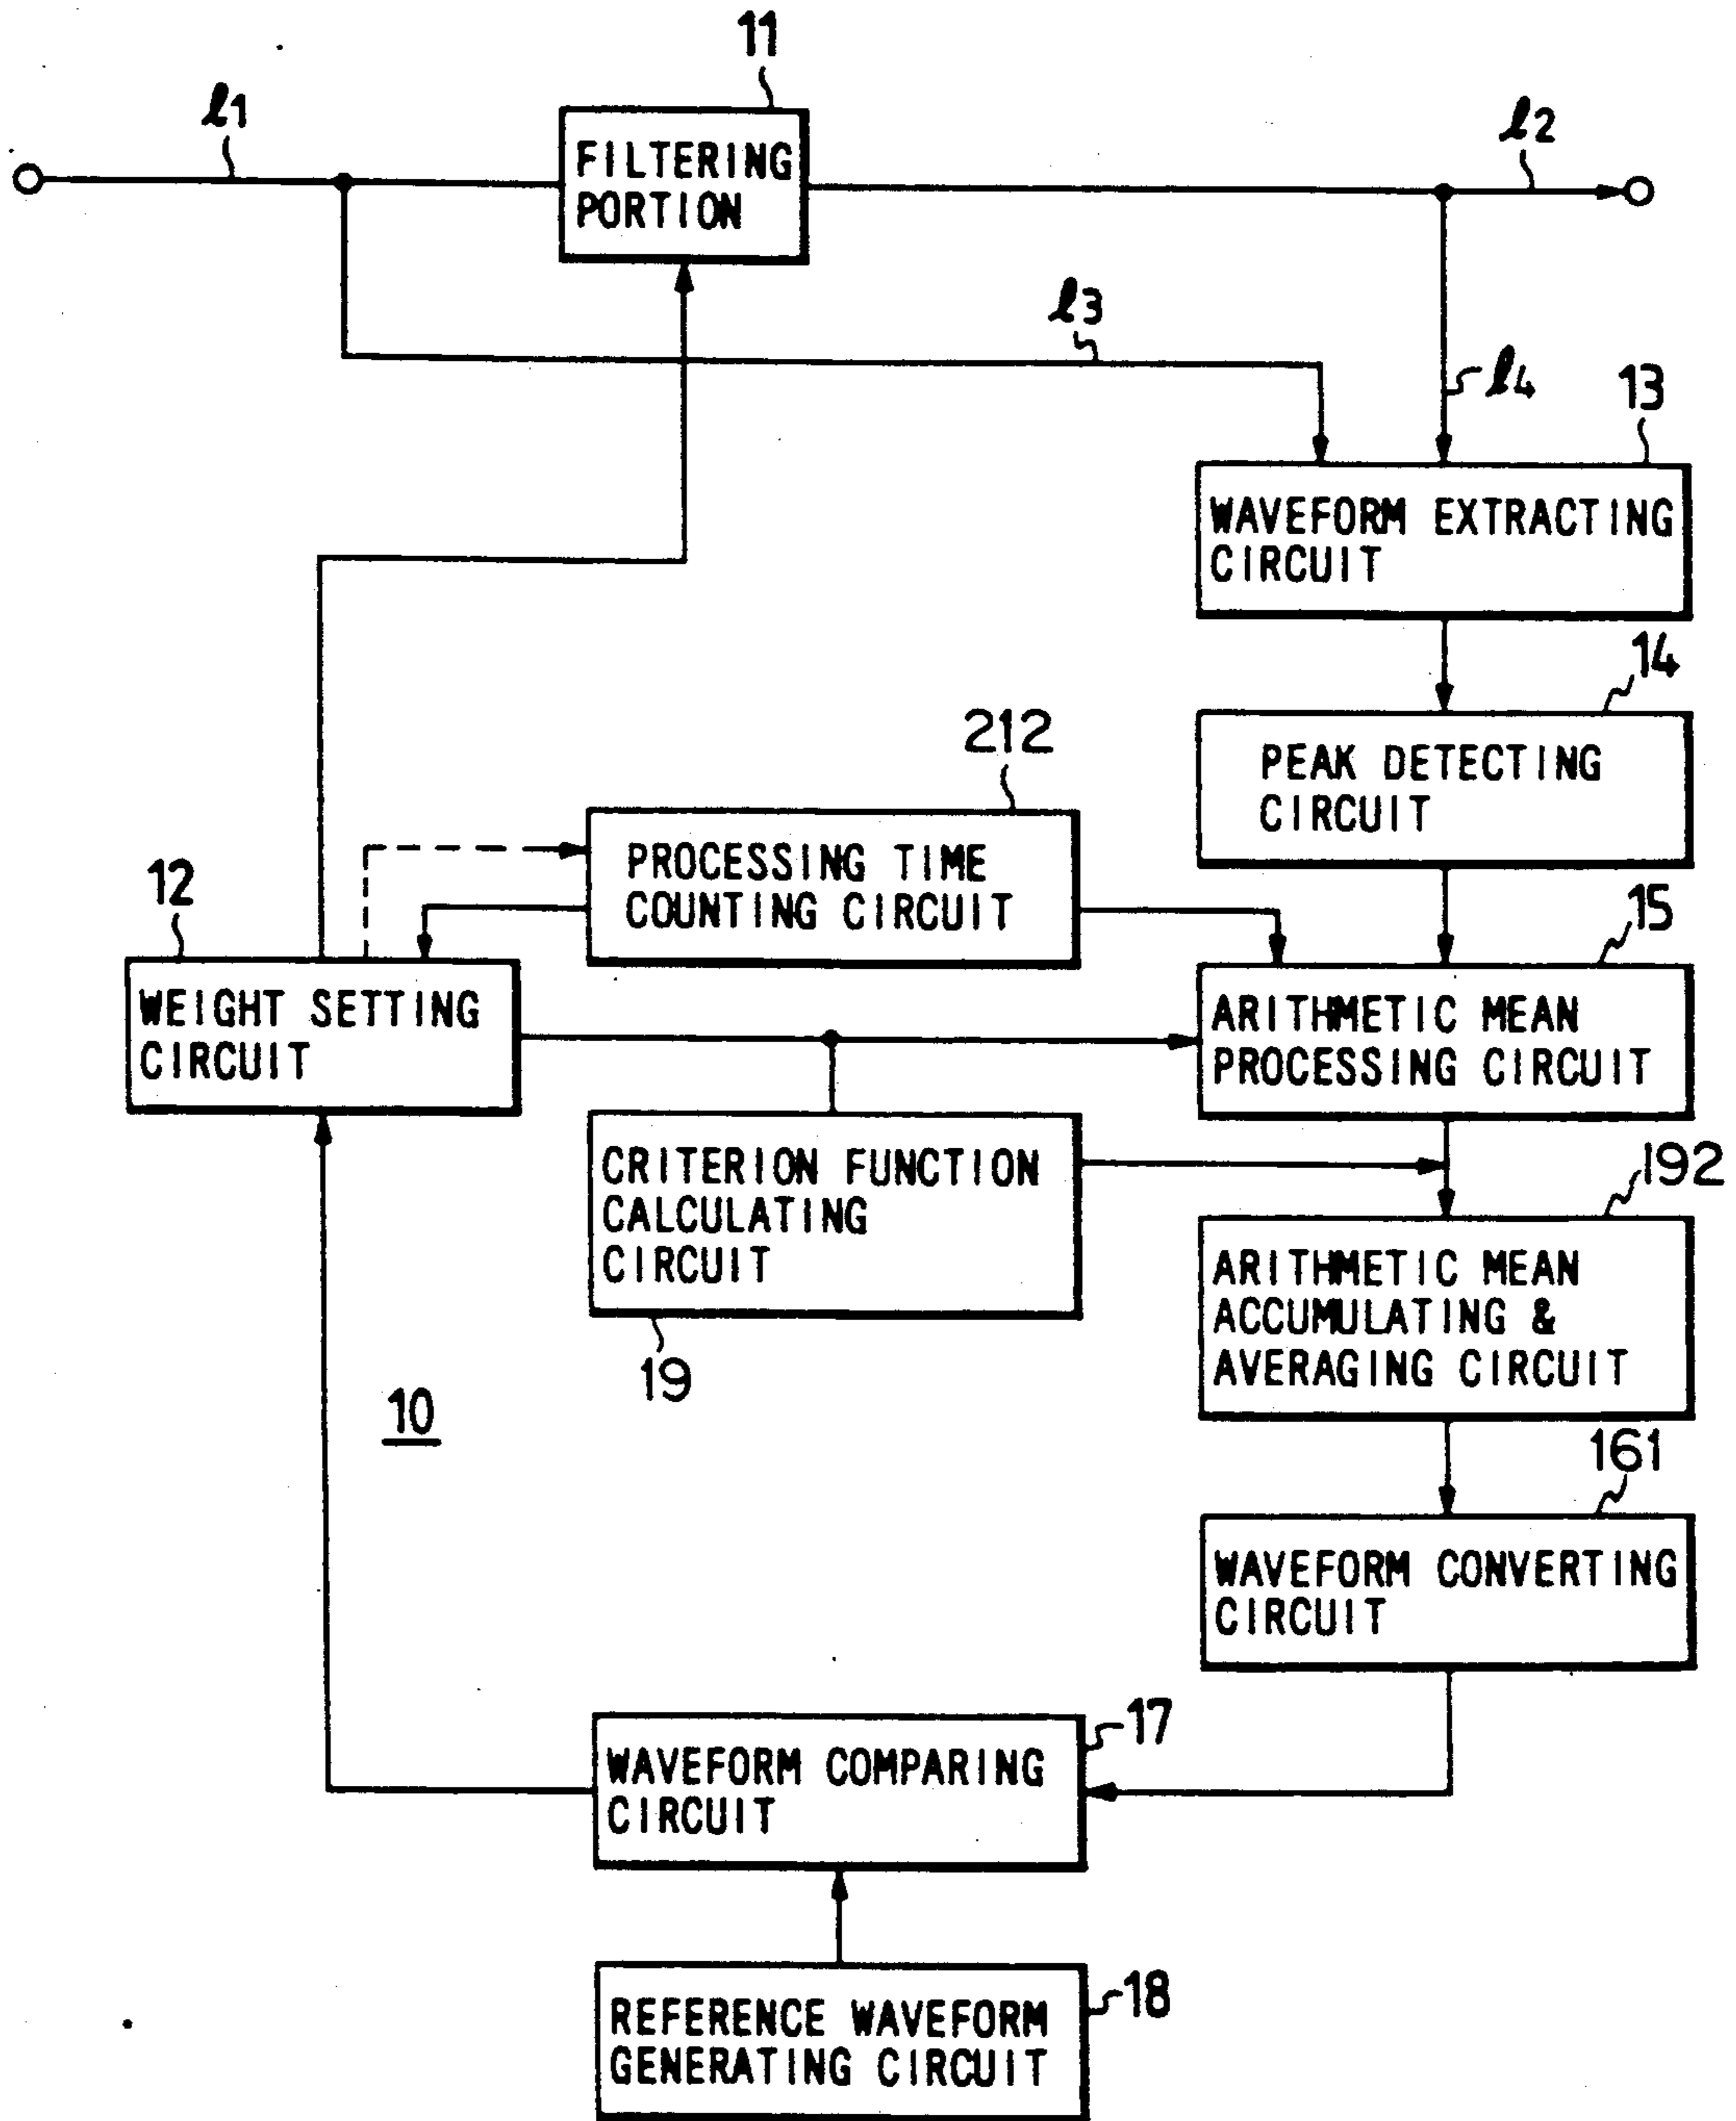 11
ℓ1
FILTERING
PORTION
ℓ2
ℓ3
ℓ4
13
WAVEFORM EXTRACTING
CIRCUIT
14
PEAK DETECTING
CIRCUIT
212
PROCESSING TIME
COUNTING CIRCUIT
12
WEIGHT SETTING
CIRCUIT
15
ARITHMETIC MEAN
PROCESSING CIRCUIT
CRITERION FUNCTION
CALCULATING
CIRCUIT
19
192
ARITHMETIC MEAN
ACCUMULATING &
AVERAGING CIRCUIT
10
161
WAVEFORM CONVERTING
CIRCUIT
17
WAVEFORM COMPARING
CIRCUIT
18
REFERENCE WAVEFORM
GENERATING CIRCUIT